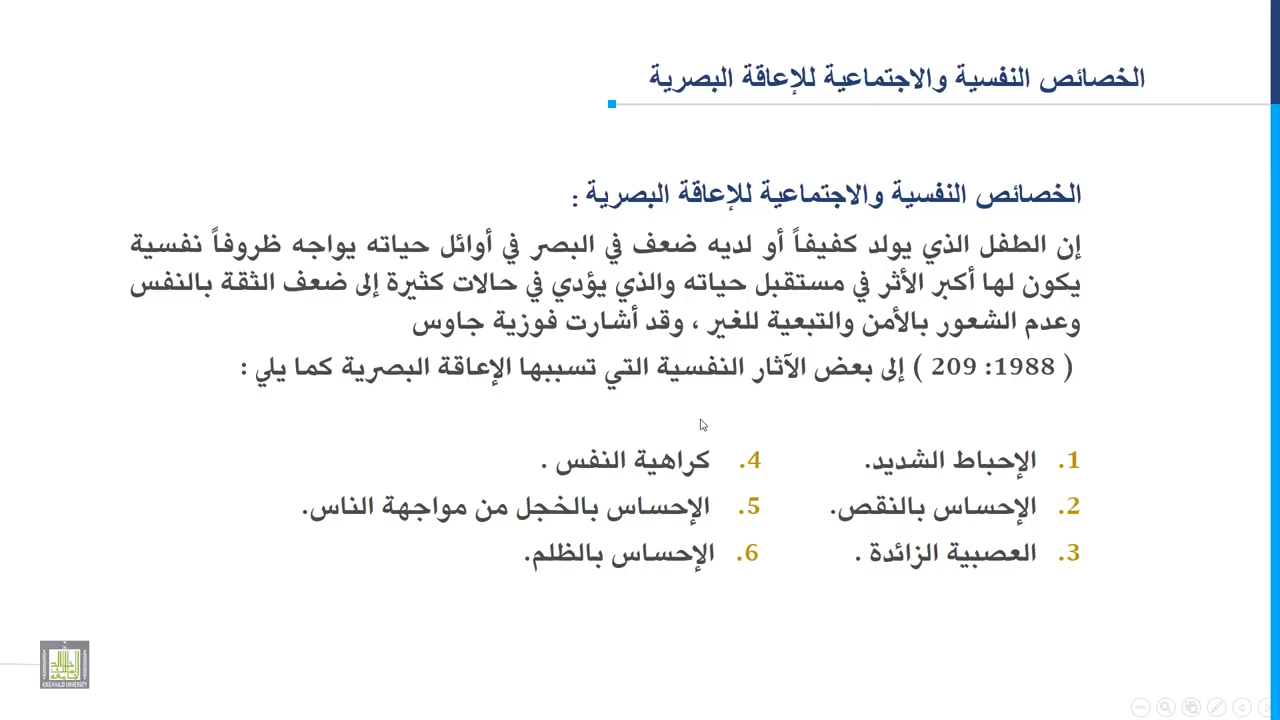 الخصائص النفسية والاجتماعية للإعاقة البصرية
الخصائص النفسية والاجتماعية للإعاقة البصرية :
إن الطفل الذي يولد كفيفاً أو لديه ضعف في البصر في أوائل حياته يواجه ظروفاً نفسية
يكون لها أكبر الأثر في مستقبل حياته والذي يؤدي في حالات كثيرة إلى ضعف الثقة بالنفس
وعدم الشعور بالأمن والتبعية للغير ، وقد أشارت فوزية جاوس
( 1988: 209 ) إلى بعض الآثار النفسية التي تسببها الإعاقة البصرية كما يلي :
1. الإحباط الشديد.
2. الإحساس بالنقص.
3. العصبية الزائدة .
4. كراهية النفس .
5. الإحساس بالخجل من مواجهة الناس.
6. الإحساس بالظلم.
KING KHALID UNIVERSITY